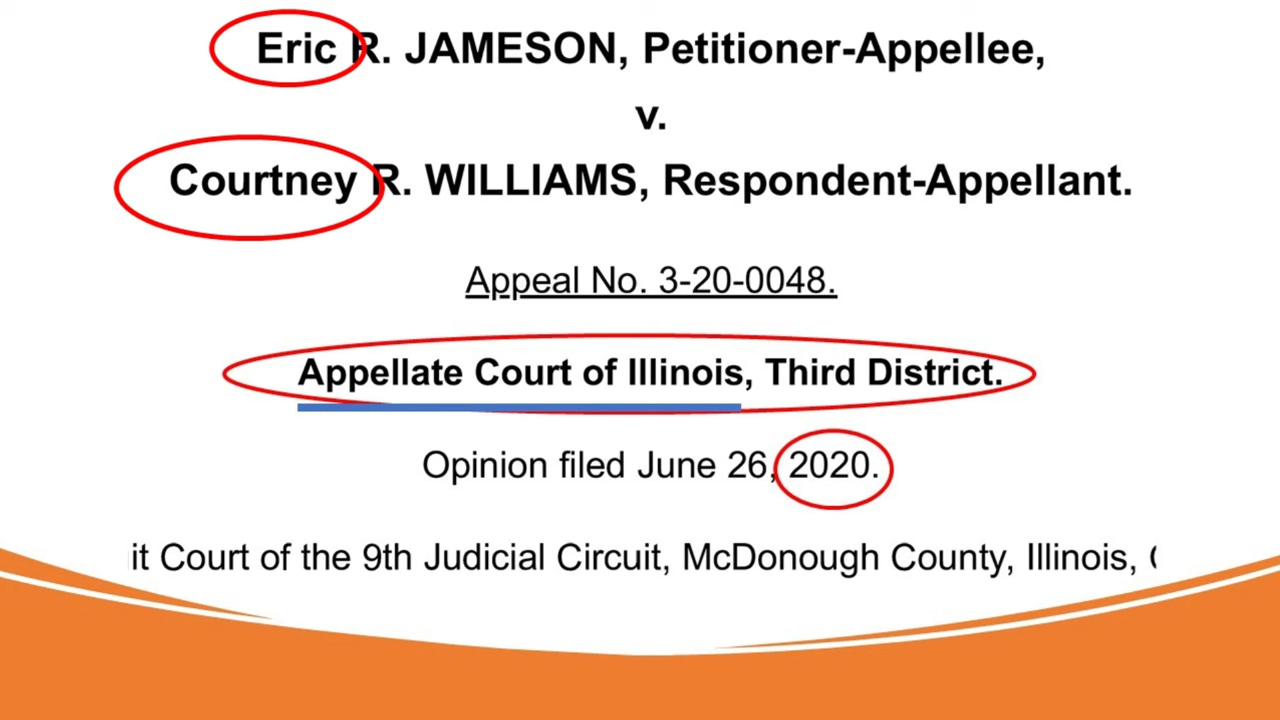 Eric R. JAMESON, Petitioner-Appellee,
v.
Courtney R. WILLIAMS, Respondent-Appellant.
Appeal No. 3-20-0048.
Appellate Court of Illinois, Third District.
Opinion filed June 26, 2020.
it Court of the 9th Judicial Circuit, McDonough County, Illinois,